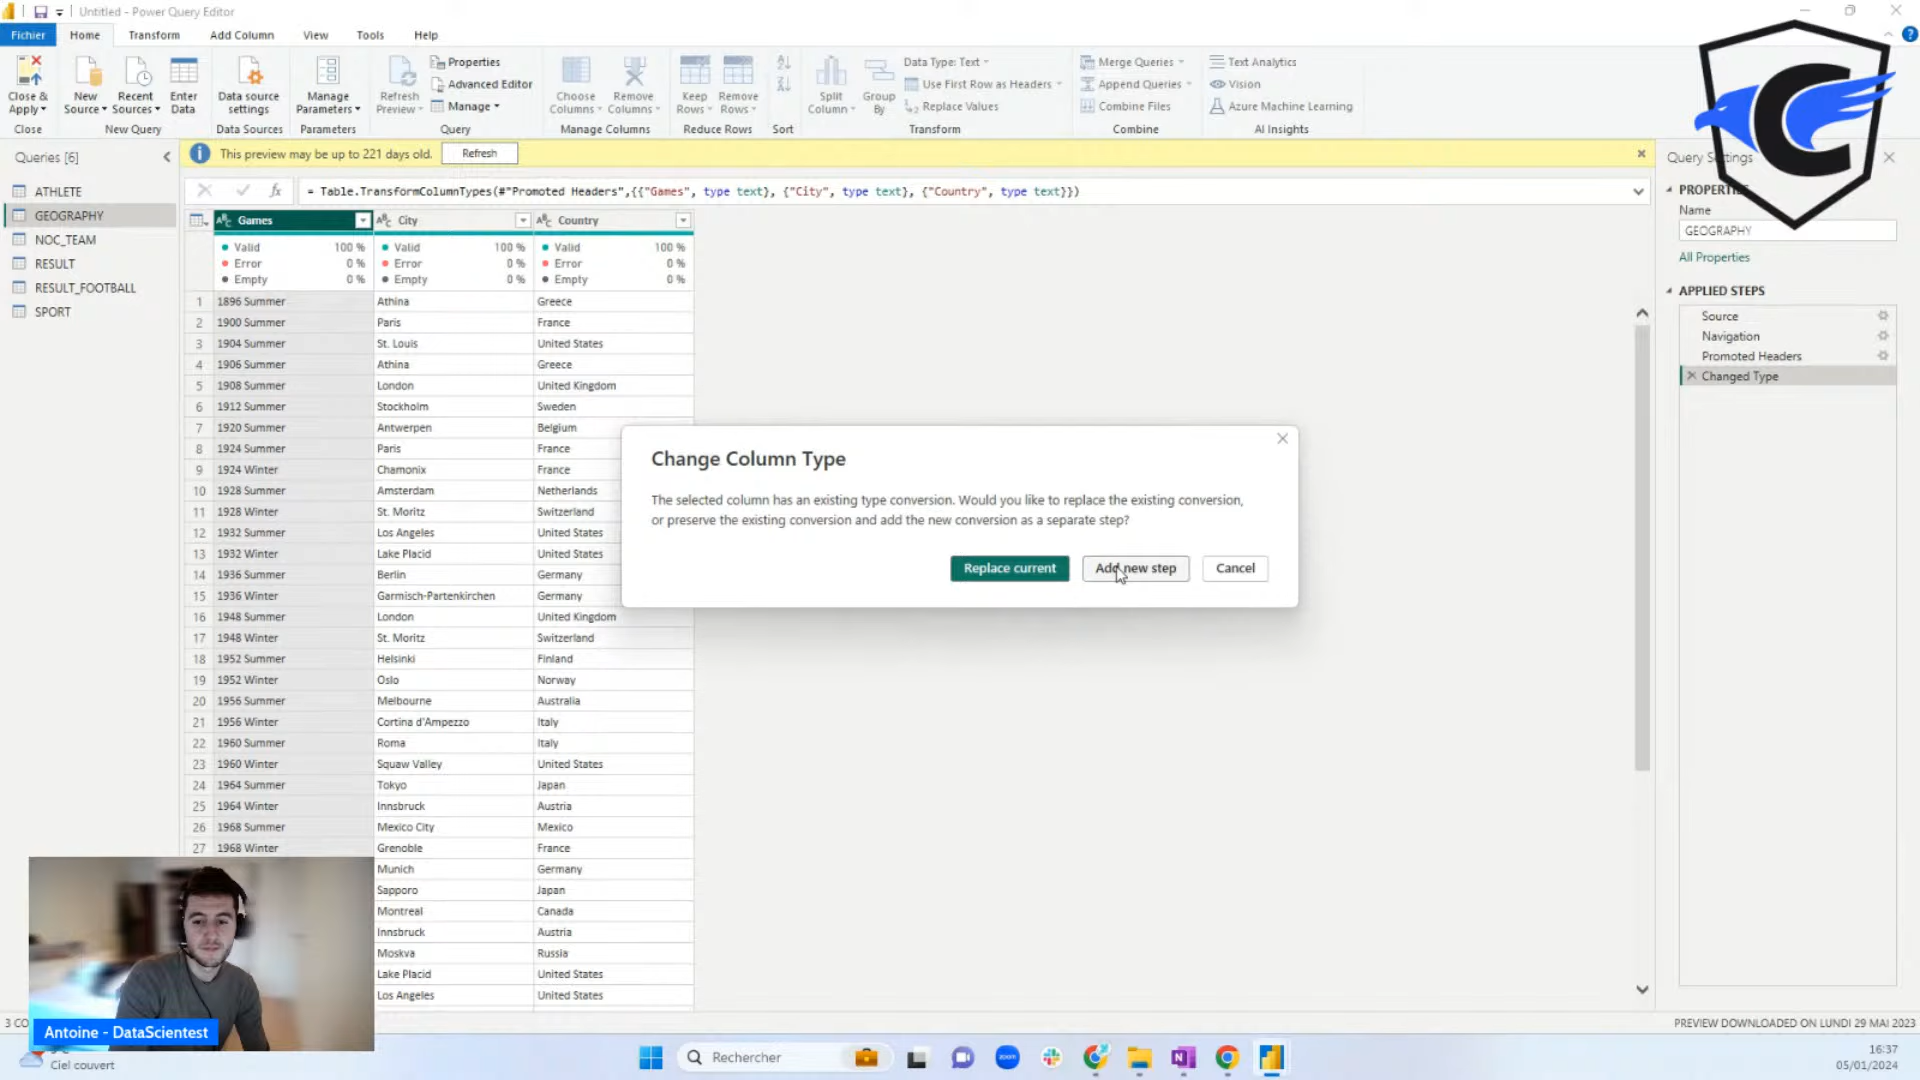 Untitled - Power Query Editor
Fichier Home Transform Add Column View Tools Help
Close & Apply
New Source
Recent Sources
Enter Data
Data source settings
Manage Parameters
Refresh Preview
Properties
Advanced Editor
Manage
Choose Columns
Remove Columns
Keep Rows
Remove Rows
Split Column
Group By
Data Type: Text
Use First Row as Headers
Replace Values
Merge Queries
Append Queries
Combine Files
Text Analytics
Vision
Azure Machine Learning
Close New Query Data Sources Parameters Query Manage Columns Reduce Rows Sort Transform Combine AI Insights
Queries [6]
ATHLETE
GEOGRAPHY
NOC_TEAM
RESULT
RESULT_FOOTBALL
SPORT
This preview may be up to 221 days old. Refresh
fx = Table.TransformColumnTypes(#"Promoted Headers",{{"Games", type text}, {"City", type text}, {"Country", type text}})
Games City Country
Valid 100 % Valid 100 % Valid 100 %
Error 0 % Error 0 % Error 0 %
Empty 0 % Empty 0 % Empty 0 %
1 1896 Summer Athina Greece
2 1900 Summer Paris France
3 1904 Summer St. Louis United States
4 1906 Summer Athina Greece
5 1908 Summer London United Kingdom
6 1912 Summer Stockholm Sweden
7 1920 Summer Antwerpen Belgium
8 1924 Summer Paris France
9 1924 Winter Chamonix France
10 1928 Summer Amsterdam Netherlands
11 1928 Winter St. Moritz Switzerland
12 1932 Summer Los Angeles United States
13 1932 Winter Lake Placid United States
14 1936 Summer Berlin Germany
15 1936 Winter Garmisch-Partenkirchen Germany
16 1948 Summer London United Kingdom
17 1948 Winter St. Moritz Switzerland
18 1952 Summer Helsinki Finland
19 1952 Winter Oslo Norway
20 1956 Summer Melbourne Australia
21 1956 Winter Cortina d'Ampezzo Italy
22 1960 Summer Roma Italy
23 1960 Winter Squaw Valley United States
24 1964 Summer Tokyo Japan
25 1964 Winter Innsbruck Austria
26 1968 Summer Mexico City Mexico
27 1968 Winter Grenoble France
Munich Germany
Sapporo Japan
Montreal Canada
Innsbruck Austria
Moskva Russia
Lake Placid United States
Los Angeles United States
Change Column Type
The selected column has an existing type conversion. Would you like to replace the existing conversion,
or preserve the existing conversion and add the new conversion as a separate step?
Replace current Add new step Cancel
Query Settings
PROPERTIES
Name
GEOGRAPHY
All Properties
APPLIED STEPS
Source
Navigation
Promoted Headers
Changed Type
C
Antoine - DataScientest
PREVIEW DOWNLOADED ON LUNDI 29 MAI 2023
Ciel couvert
Rechercher
zoom
16:37
05/01/2024